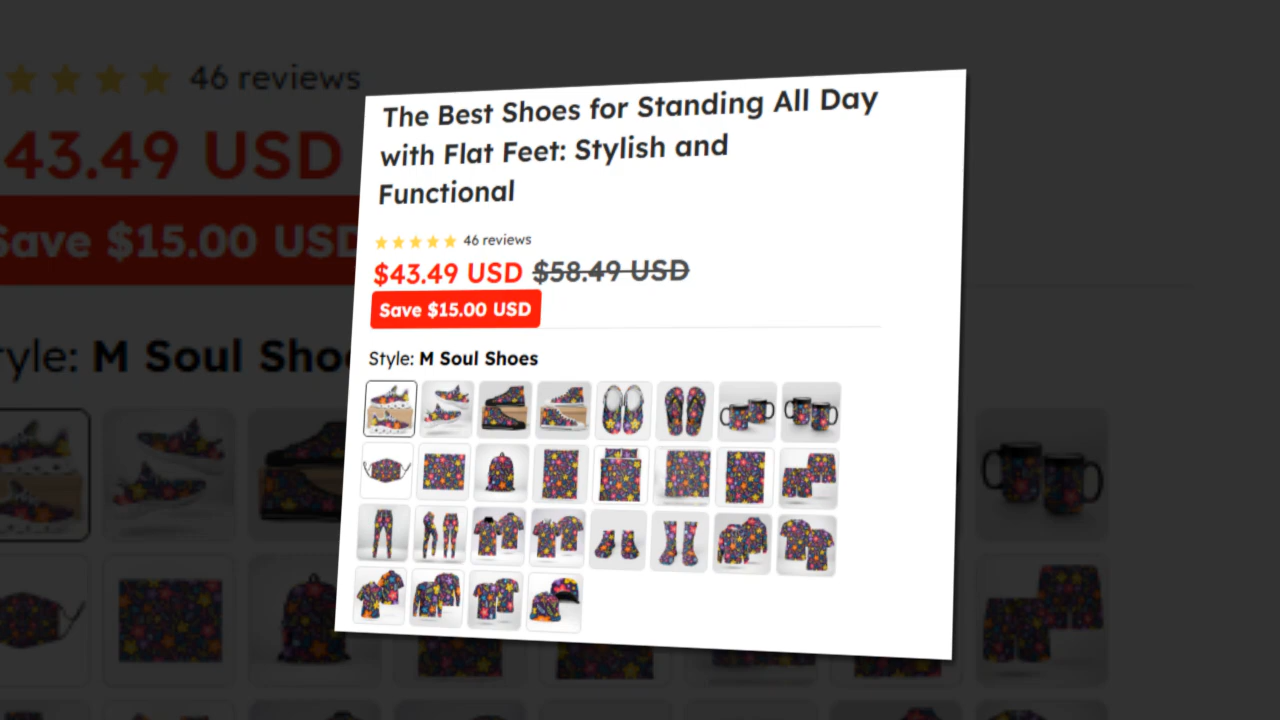 46 reviews
43.49 USD
Save $15.00 USD
The Best Shoes for Standing All Day
with Flat Feet: Stylish and
Functional
46 reviews
$43.49 USD $58.49 USD
Save $15.00 USD
Style: M Soul Shoes
M Soul